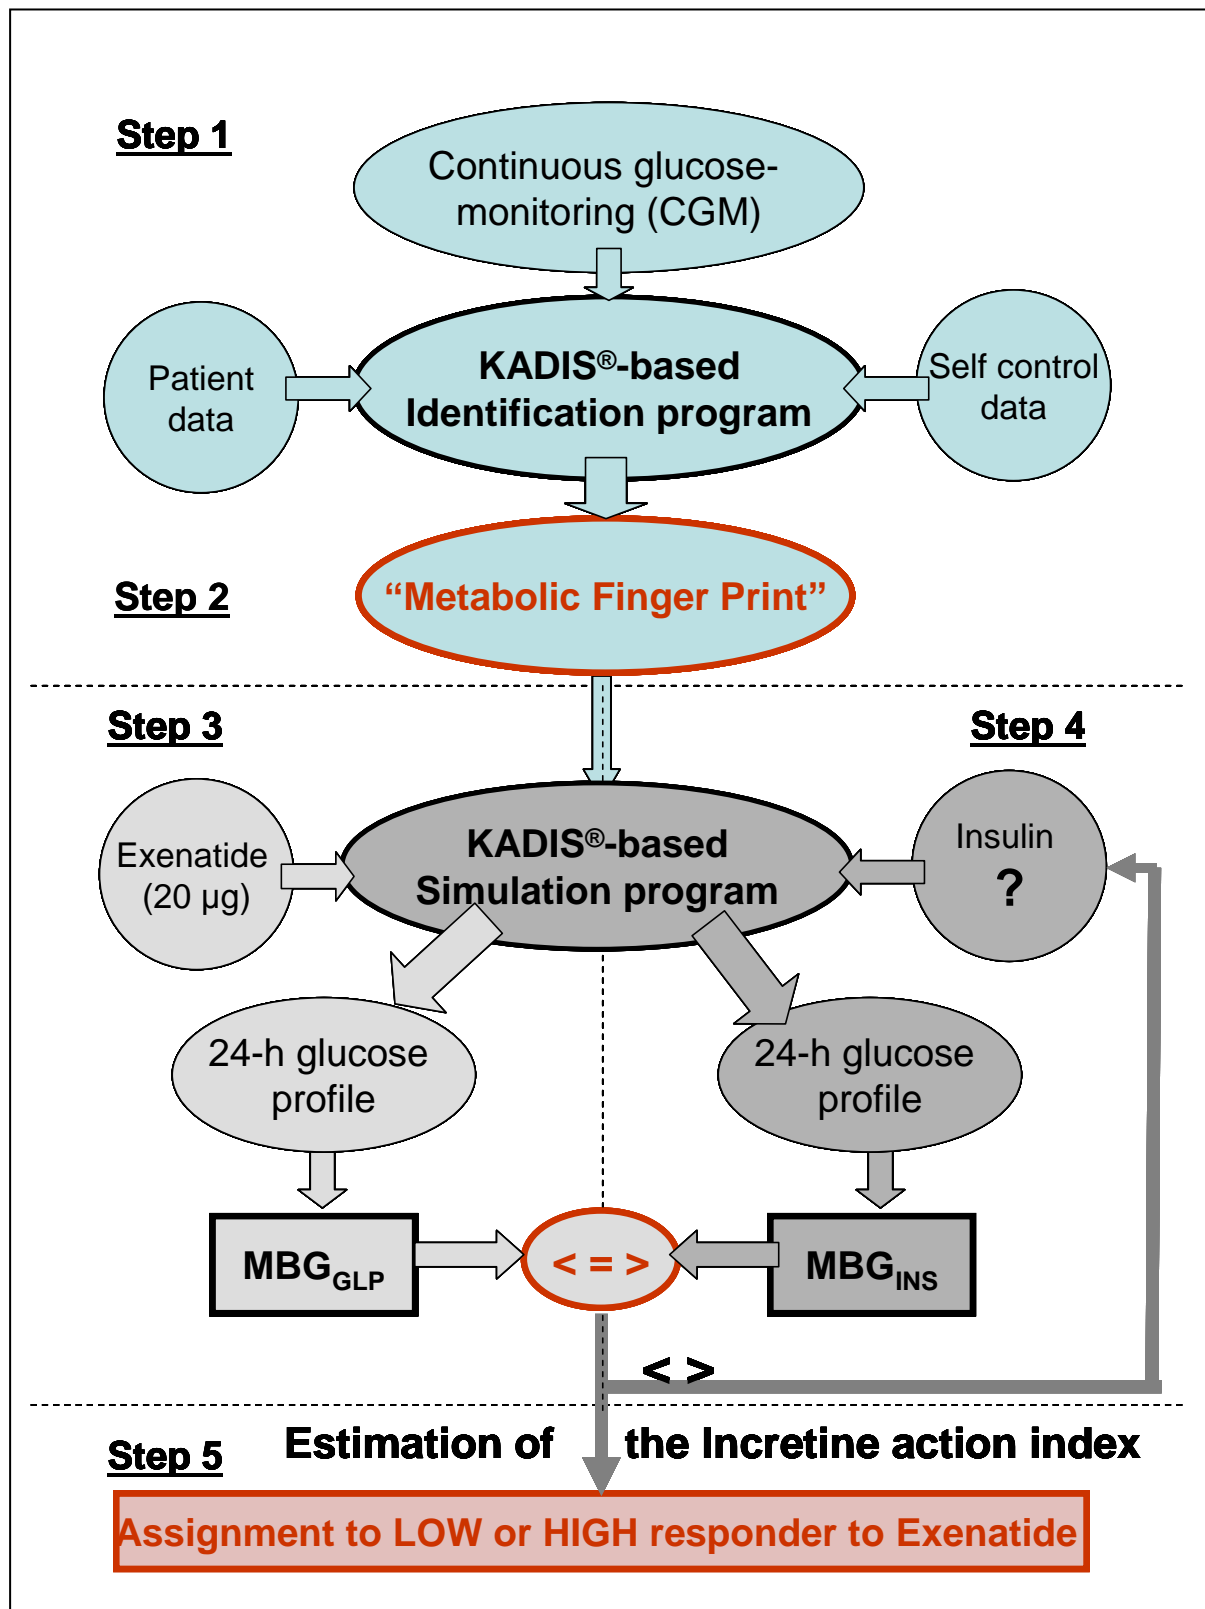 Step 1
Continuous glucose-
monitoring (CGM)
Patient
data
KADIS®-based
Identification program
Self control
data
Step 2
“Metabolic Finger Print”
Step 3
Step 4
Exenatide
(20 µg)
KADIS®-based
Simulation program
Insulin
?
24-h glucose
profile
24-h glucose
profile
MBG_GLP
< = >
MBG_INS
< >
Step 5
Estimation of the Incretine action index
Assignment to LOW or HIGH responder to Exenatide